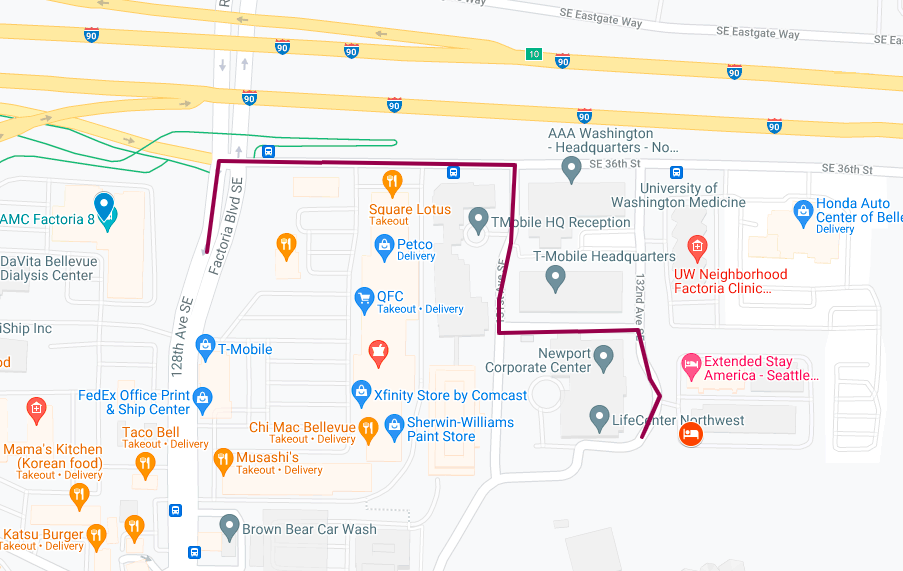 SE Eastgate Way
SE Eastgate Way
SE Eas
90
90
90
10
90
90
90
90
90
90
AAA Washington
- Headquarters - No...
SE 36th St
SE 36th St
University of
Washington Medicine
AMC Factoria 8
Factoria Blvd SE
Square Lotus
Takeout
TMobile HQ Reception
Honda Auto
Center of Belle
Delivery
DaVita Bellevue
Dialysis Center
Petco
Delivery
T-Mobile Headquarters
UW Neighborhood
Factoria Clinic...
QFC
Takeout • Delivery
131st Ave SE
132nd Ave
iShip Inc
128th Ave SE
T-Mobile
Newport
Corporate Center
Extended Stay
America - Seattle...
FedEx Office Print
& Ship Center
Xfinity Store by Comcast
LifeCenter Northwest
Taco Bell
Takeout • Delivery
Chi Mac Bellevue
Takeout • Delivery
Sherwin-Williams
Paint Store
Mama's Kitchen
(Korean food)
Takeout • Delivery
Musashi's
Takeout • Delivery
Brown Bear Car Wash
Katsu Burger
Takeout • Delivery